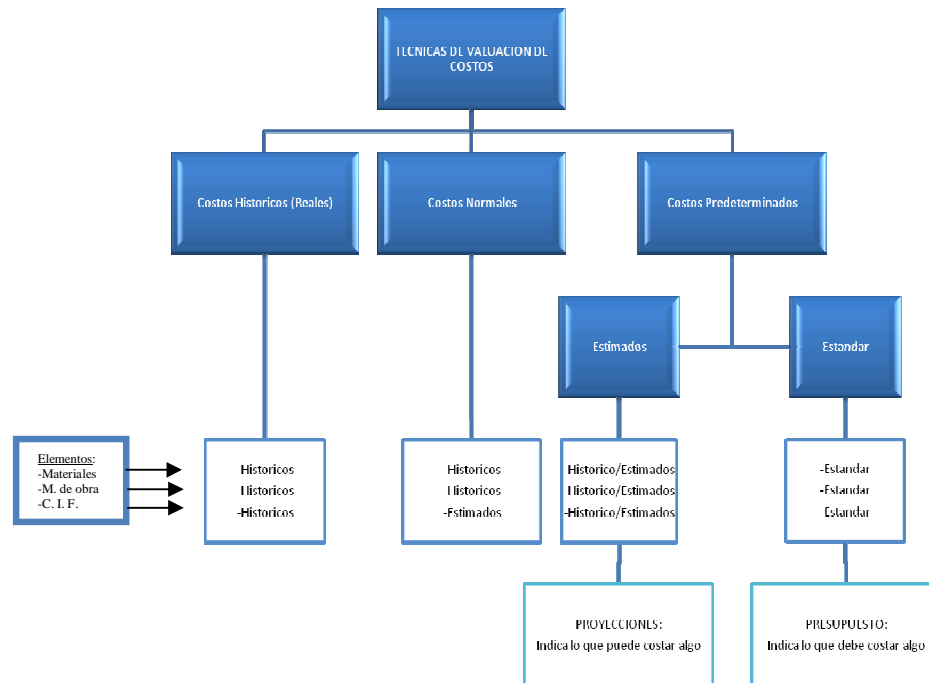 TECNICAS DE VALUACION DE
COSTOS
Costos Historicos (Reales)
Costos Normales
Costos Predeterminados
Estimados
Estandar
Elementos:
-Materiales
-M. de obra
-C. I. F.
Historicos
Historicos
-Historicos
Historicos
Historicos
-Estimados
Historico/Estimados
Historico/Estimados
-Historico/Estimados
-Estandar
-Estandar
Estandar
PROYECCIONES:
Indica lo que puede costar algo
PRESUPUESTO:
Indica lo que debe costar algo